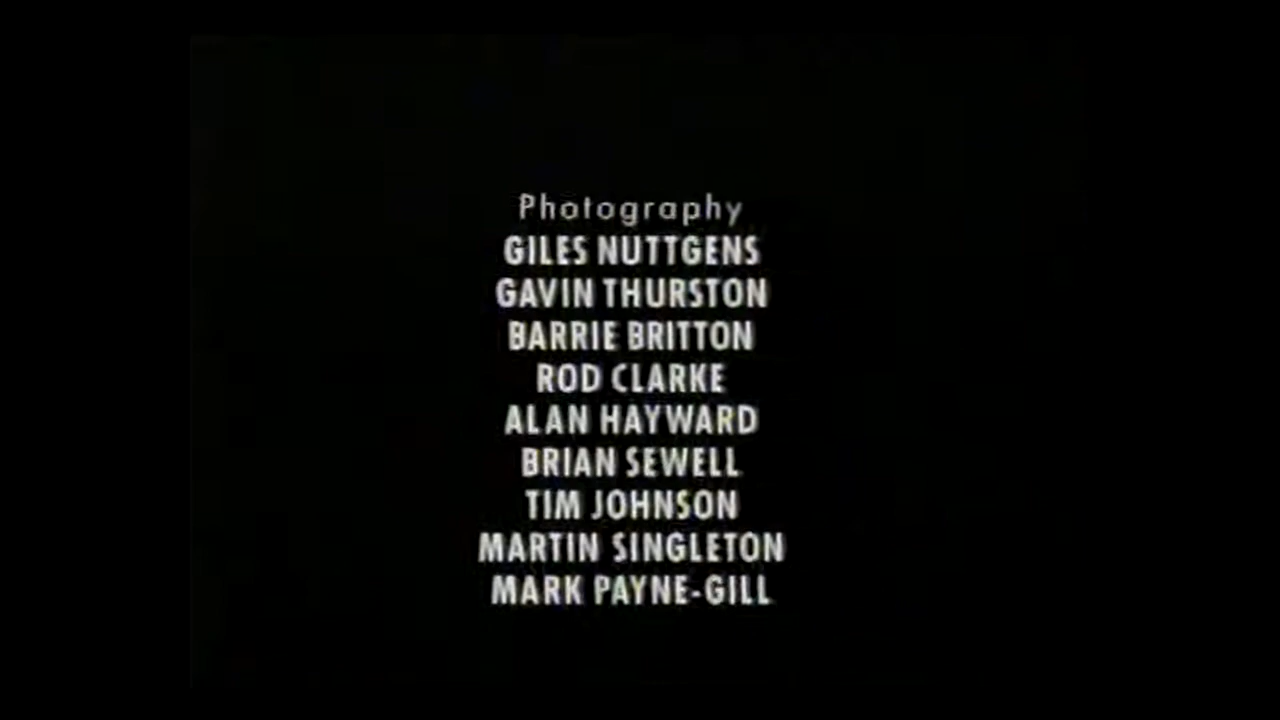 Photography
GILES NUTTGENS
GAVIN THURSTON
BARRIE BRITTON
ROD CLARKE
ALAN HAYWARD
BRIAN SEWELL
TIM JOHNSON
MARTIN SINGLETON
MARK PAYNE-GILL